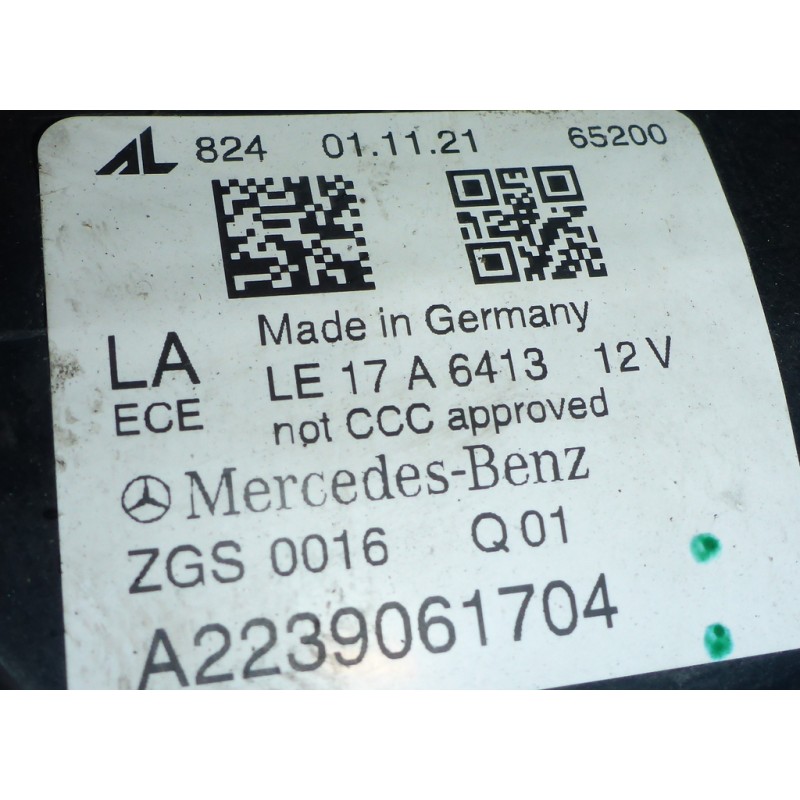 AL 824 01.11.21 65200
Made in Germany
LA LE 17 A 6413 12 V
ECE not CCC approved
Mercedes-Benz
ZGS 0016 Q 01
A2239061704